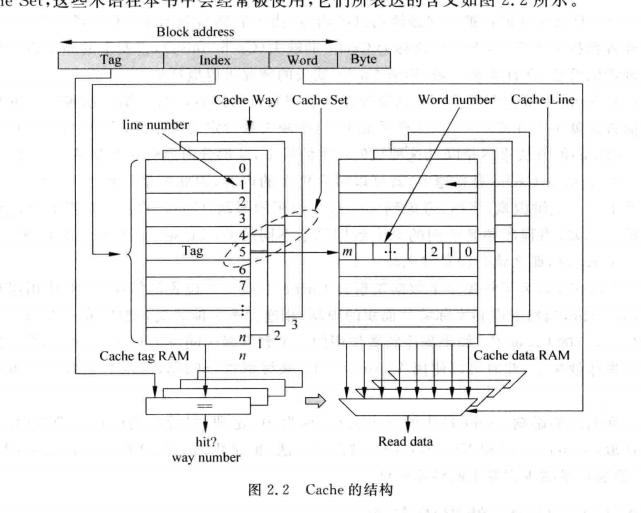 ne Set,这些术语在本书中会经常被使用,它们所表达的含义如图 2.2 所示。
Block address
Tag Index Word Byte
Cache Way Cache Set Word number Cache Line
line number
0
1
2
3
4
Tag 5 m … 2 1 0
6
7
⋮
n 1 2 3
Cache tag RAM n Cache data RAM
==
hit? Read data
way number
图 2.2 Cache 的结构